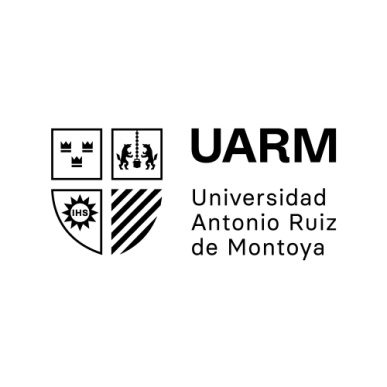 UARM
Universidad
Antonio Ruiz
de Montoya
IHS